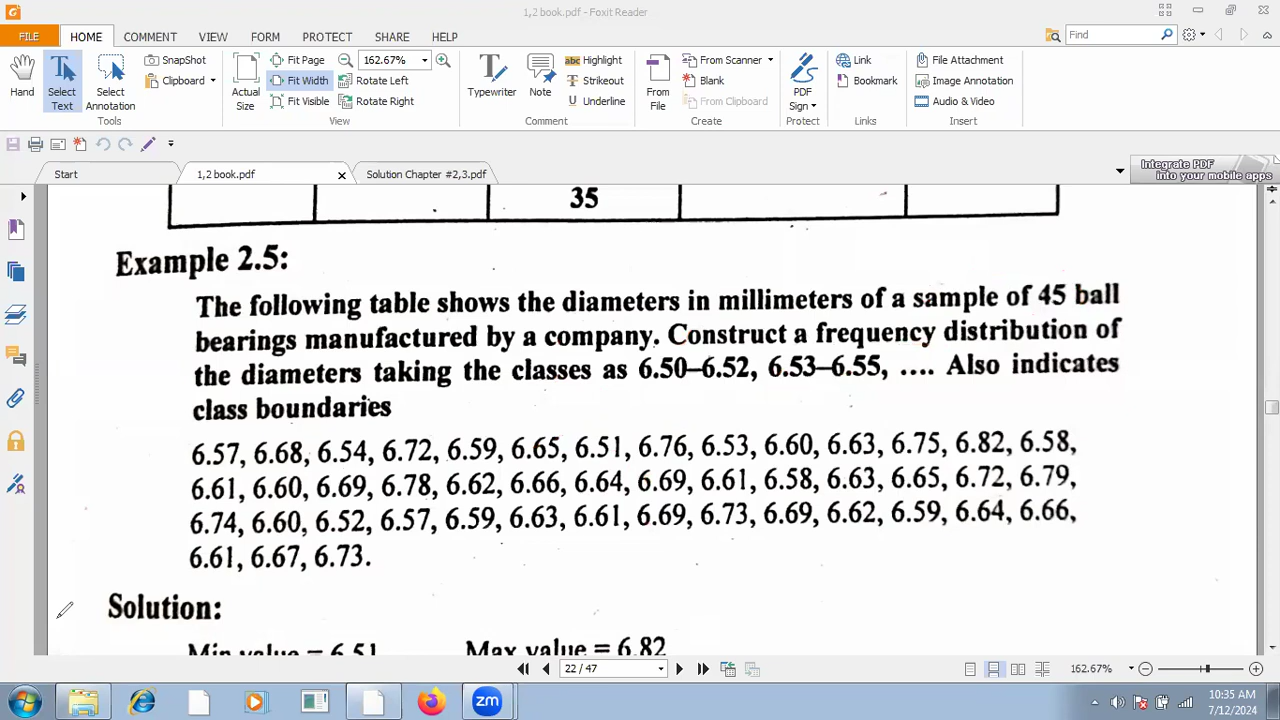 1,2 book.pdf - Foxit Reader
FILE HOME COMMENT VIEW FORM PROTECT SHARE HELP Find
SnapShot Fit Page 162.67% From Scanner Link File Attachment
Clipboard Fit Width Rotate Left Highlight Blank Bookmark Image Annotation
Hand Select Text Select Annotation Actual Size Fit Visible Rotate Right Typewriter Note Strikeout Underline From File From Clipboard PDF Sign Audio & Video
Tools View Comment Create Protect Links Insert
Start 1,2 book.pdf Solution Chapter #2,3.pdf Integrate PDF
into your mobile apps
35
Example 2.5:
The following table shows the diameters in millimeters of a sample of 45 ball
bearings manufactured by a company. Construct a frequency distribution of
the diameters taking the classes as 6.50–6.52, 6.53–6.55, .... Also indicates
class boundaries
6.57, 6.68, 6.54, 6.72, 6.59, 6.65, 6.51, 6.76, 6.53, 6.60, 6.63, 6.75, 6.82, 6.58,
6.61, 6.60, 6.69, 6.78, 6.62, 6.66, 6.64, 6.69, 6.61, 6.58, 6.63, 6.65, 6.72, 6.79,
6.74, 6.60, 6.52, 6.57, 6.59, 6.63, 6.61, 6.69, 6.73, 6.69, 6.62, 6.59, 6.64, 6.66,
6.61, 6.67, 6.73.
Solution:
Min value = 6.51 Max value = 6.82
22 / 47 162.67%
zm 10:35 AM
7/12/2024